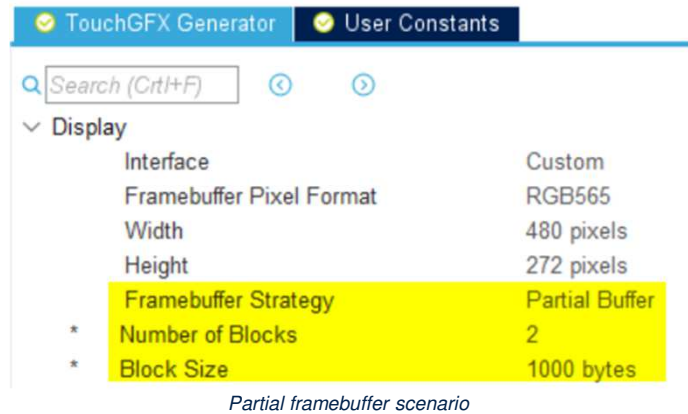 TouchGFX Generator User Constants
Search (Crtl+F)
Display
Interface Custom
Framebuffer Pixel Format RGB565
Width 480 pixels
Height 272 pixels
Framebuffer Strategy Partial Buffer
* Number of Blocks 2
* Block Size 1000 bytes
Partial framebuffer scenario